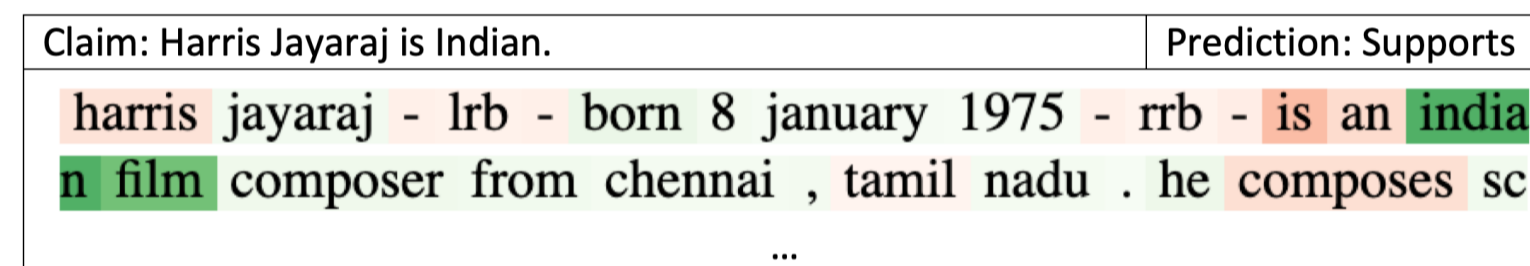 Claim: Harris Jayaraj is Indian.
Prediction: Supports
harris jayaraj - lrb - born 8 january 1975 - rrb - is an india
n film composer from chennai , tamil nadu . he composes sc
...